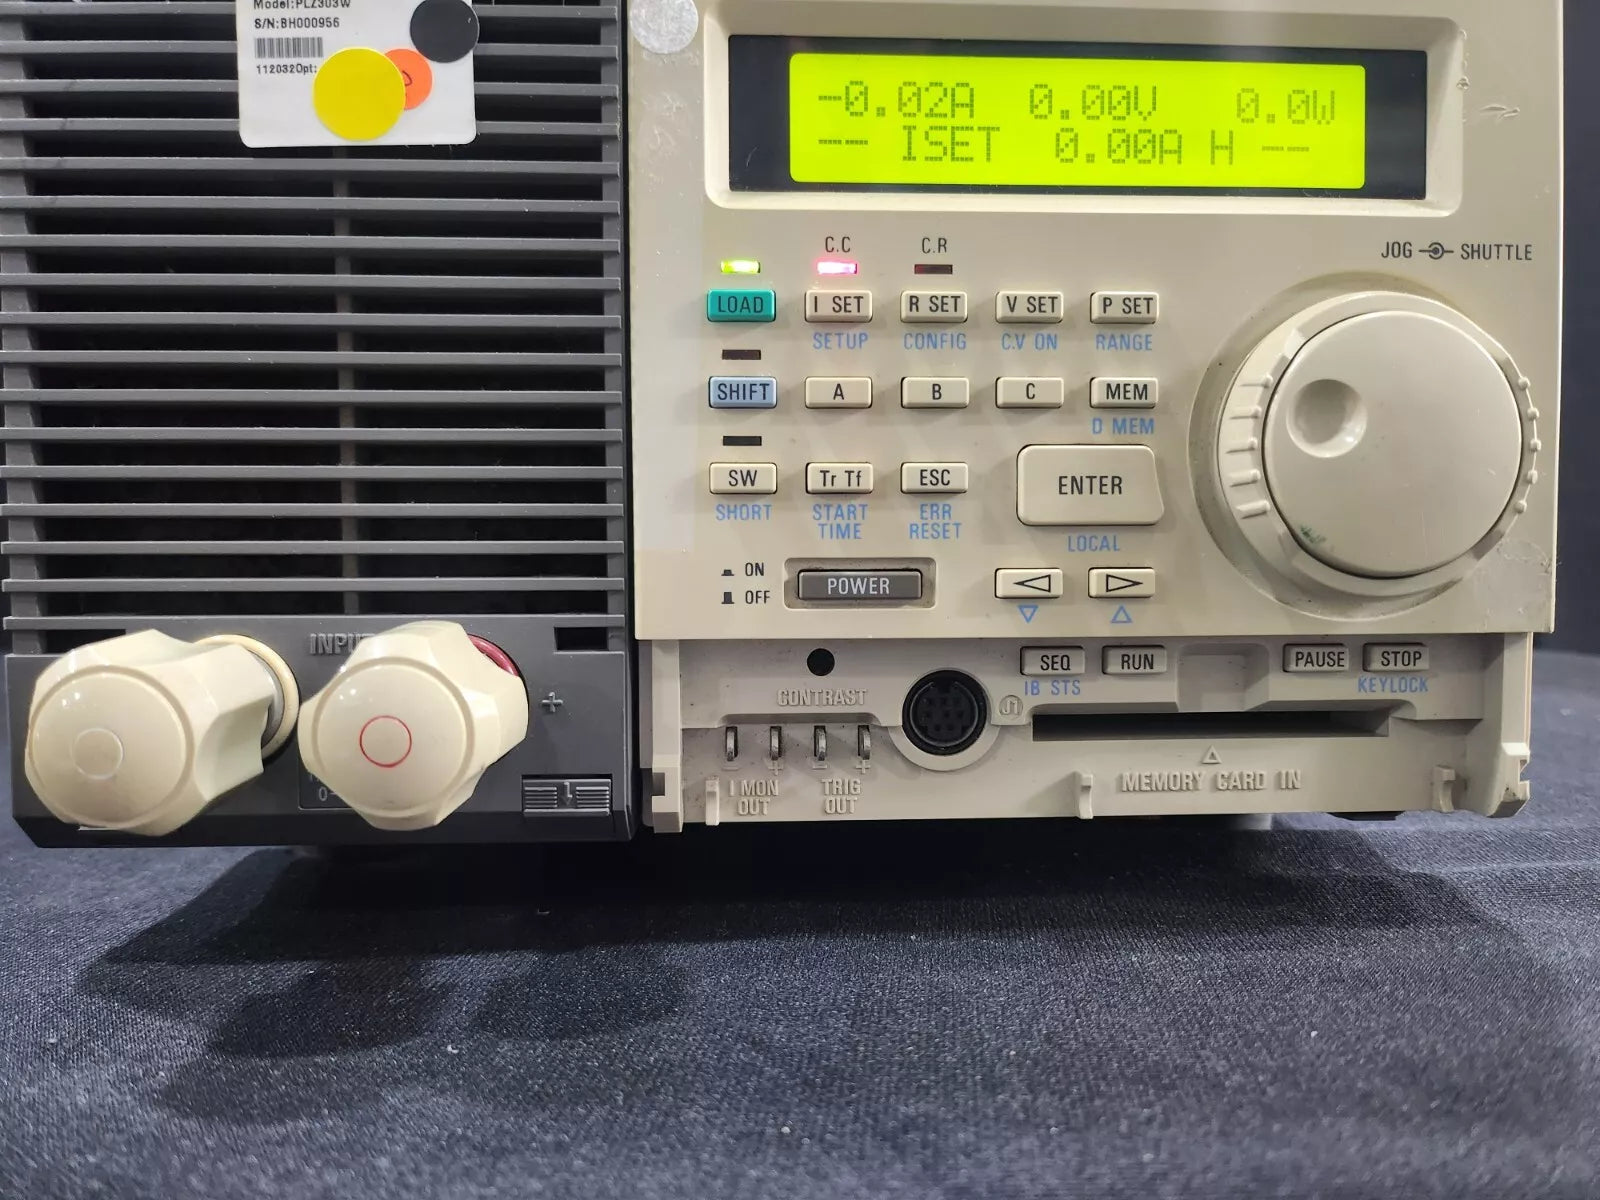 Model:PLZ303W
S/N:BH000956
112032Opt:
-0.02A 0.00V 0.0W
-- ISET 0.00A H --
JOG SHUTTLE
C.C C.R
LOAD I SET R SET V SET P SET
SETUP CONFIG C.V ON RANGE
SHIFT A B C MEM
D MEM
SW Tr Tf ESC ENTER
SHORT START TIME ERR RESET
LOCAL
ON
OFF
POWER
INPUT
+
SEQ RUN PAUSE STOP
IB STS KEYLOCK
CONTRAST
J1
- + - +
I MON OUT
TRIG OUT
MEMORY CARD IN